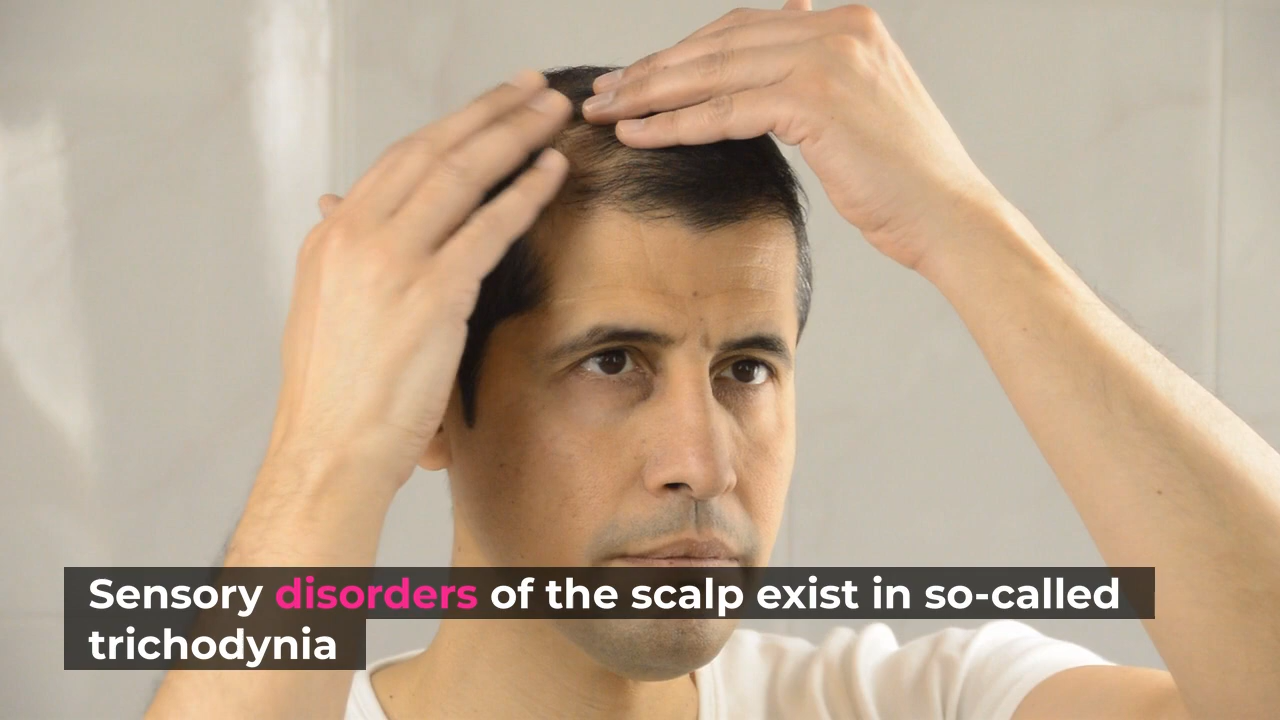 Sensory disorders of the scalp exist in so-called
trichodynia